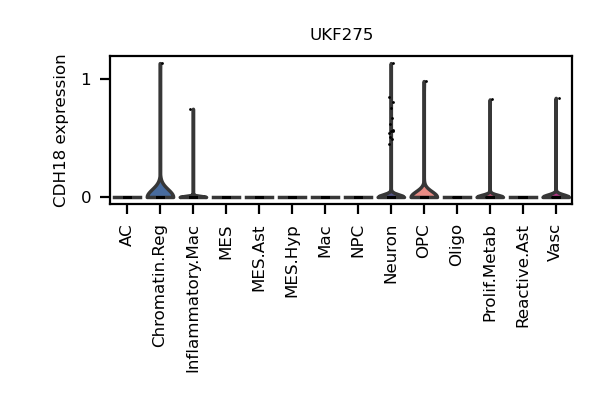 UKF275
CDH18 expression
1
0
AC
Chromatin.Reg
Inflammatory.Mac
MES
MES.Ast
MES.Hyp
Mac
NPC
Neuron
OPC
Oligo
Prolif.Metab
Reactive.Ast
Vasc